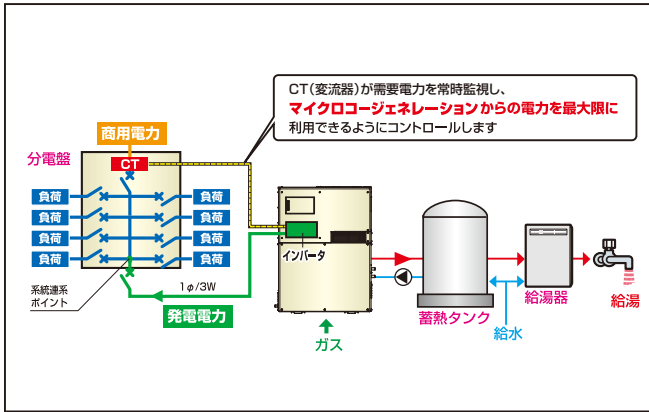 CT(変流器)が需要電力を常時監視し、
マイクロコージェネレーションからの電力を最大限に
利用できるようにコントロールします
商用電力
分電盤
CT
負荷 負荷
負荷 負荷
負荷 負荷
負荷 負荷
インバータ
系統連系
ポイント
1φ/3W
発電電力
ガス
蓄熱タンク
給湯器
給水
給湯